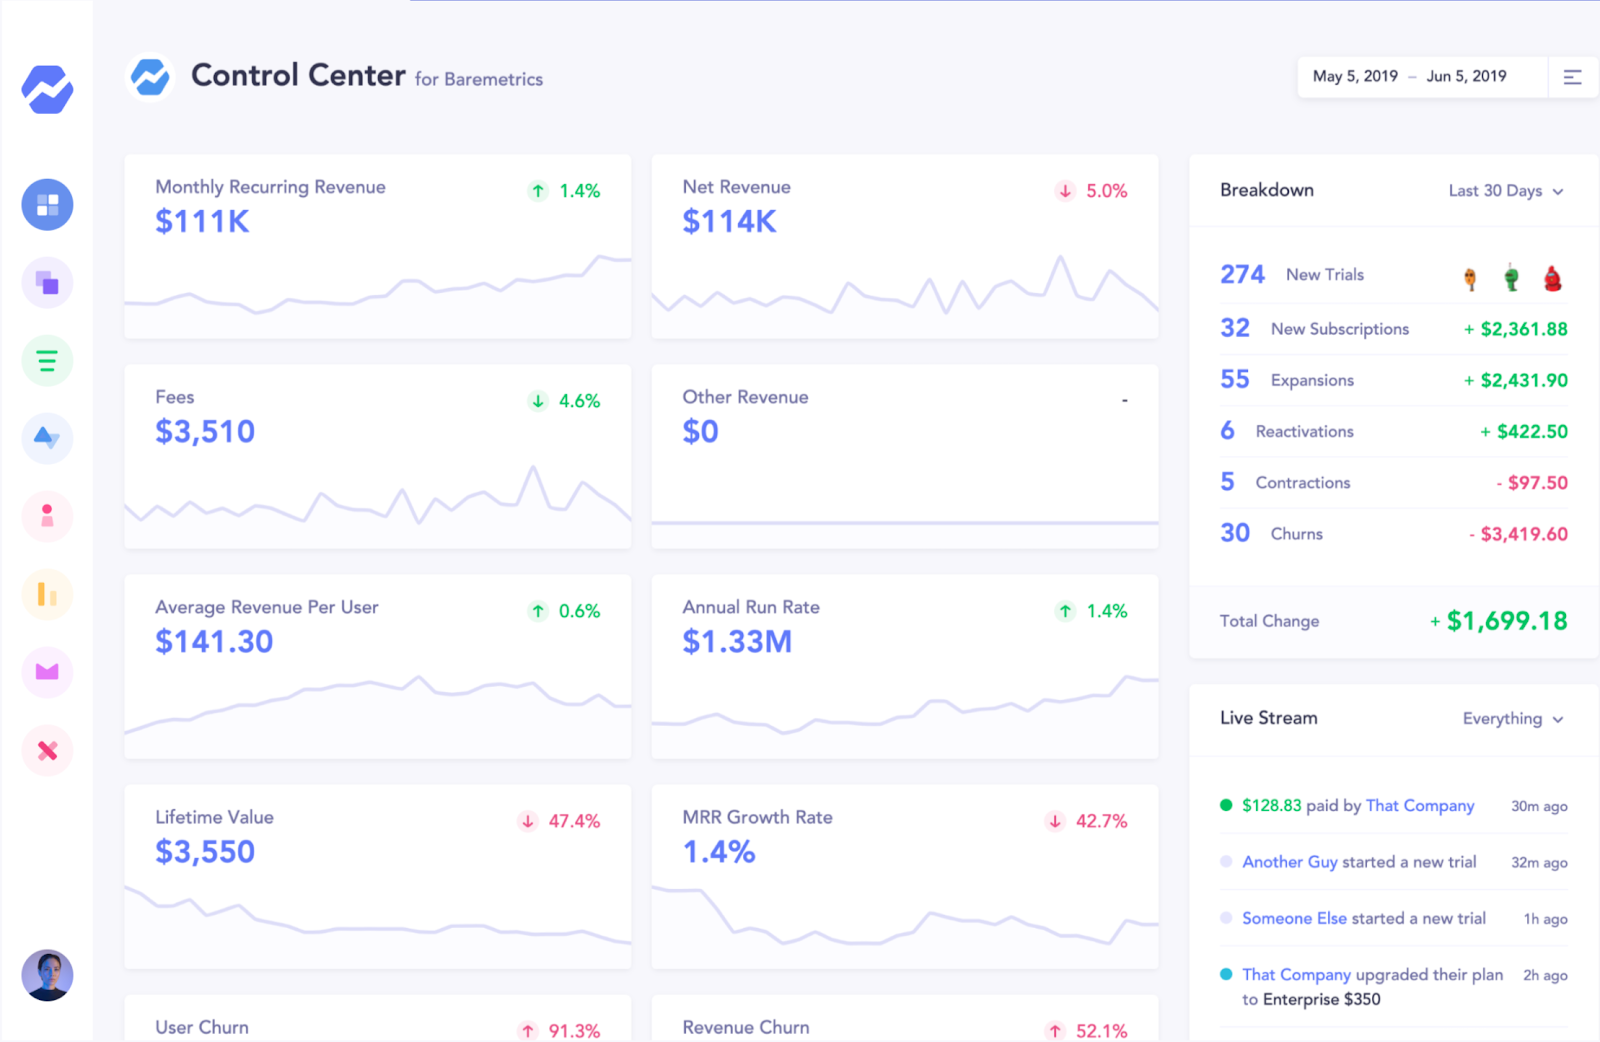 Control Center for Baremetrics
May 5, 2019 – Jun 5, 2019
Monthly Recurring Revenue
↑ 1.4%
$111K
Net Revenue
↓ 5.0%
$114K
Fees
↓ 4.6%
$3,510
Other Revenue
-
$0
Average Revenue Per User
↑ 0.6%
$141.30
Annual Run Rate
↑ 1.4%
$1.33M
Lifetime Value
↓ 47.4%
$3,550
MRR Growth Rate
↓ 42.7%
1.4%
User Churn
↑ 91.3%
Revenue Churn
↑ 52.1%
Breakdown
Last 30 Days
274 New Trials
32 New Subscriptions + $2,361.88
55 Expansions + $2,431.90
6 Reactivations + $422.50
5 Contractions - $97.50
30 Churns - $3,419.60
Total Change + $1,699.18
Live Stream
Everything
$128.83 paid by That Company 30m ago
Another Guy started a new trial 32m ago
Someone Else started a new trial 1h ago
That Company upgraded their plan 2h ago
to Enterprise $350